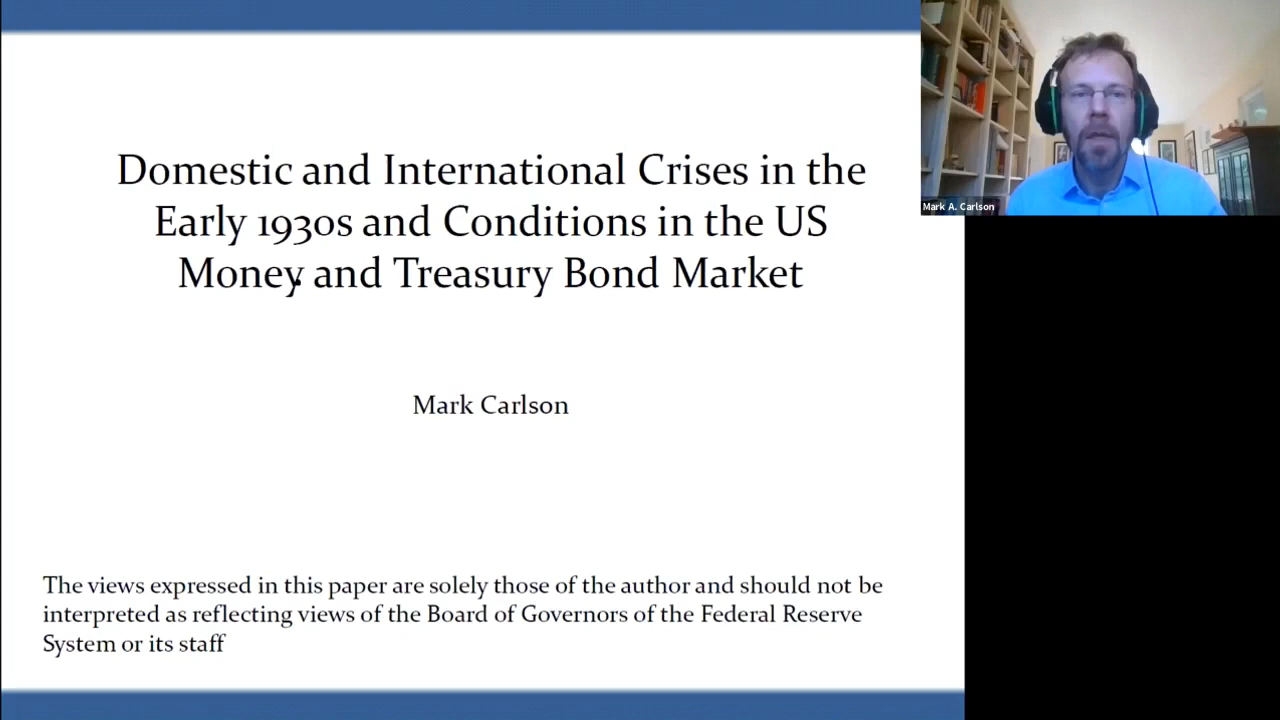 Domestic and International Crises in the
Early 1930s and Conditions in the US
Money and Treasury Bond Market
Mark Carlson
The views expressed in this paper are solely those of the author and should not be
interpreted as reflecting views of the Board of Governors of the Federal Reserve
System or its staff
Mark A. Carlson